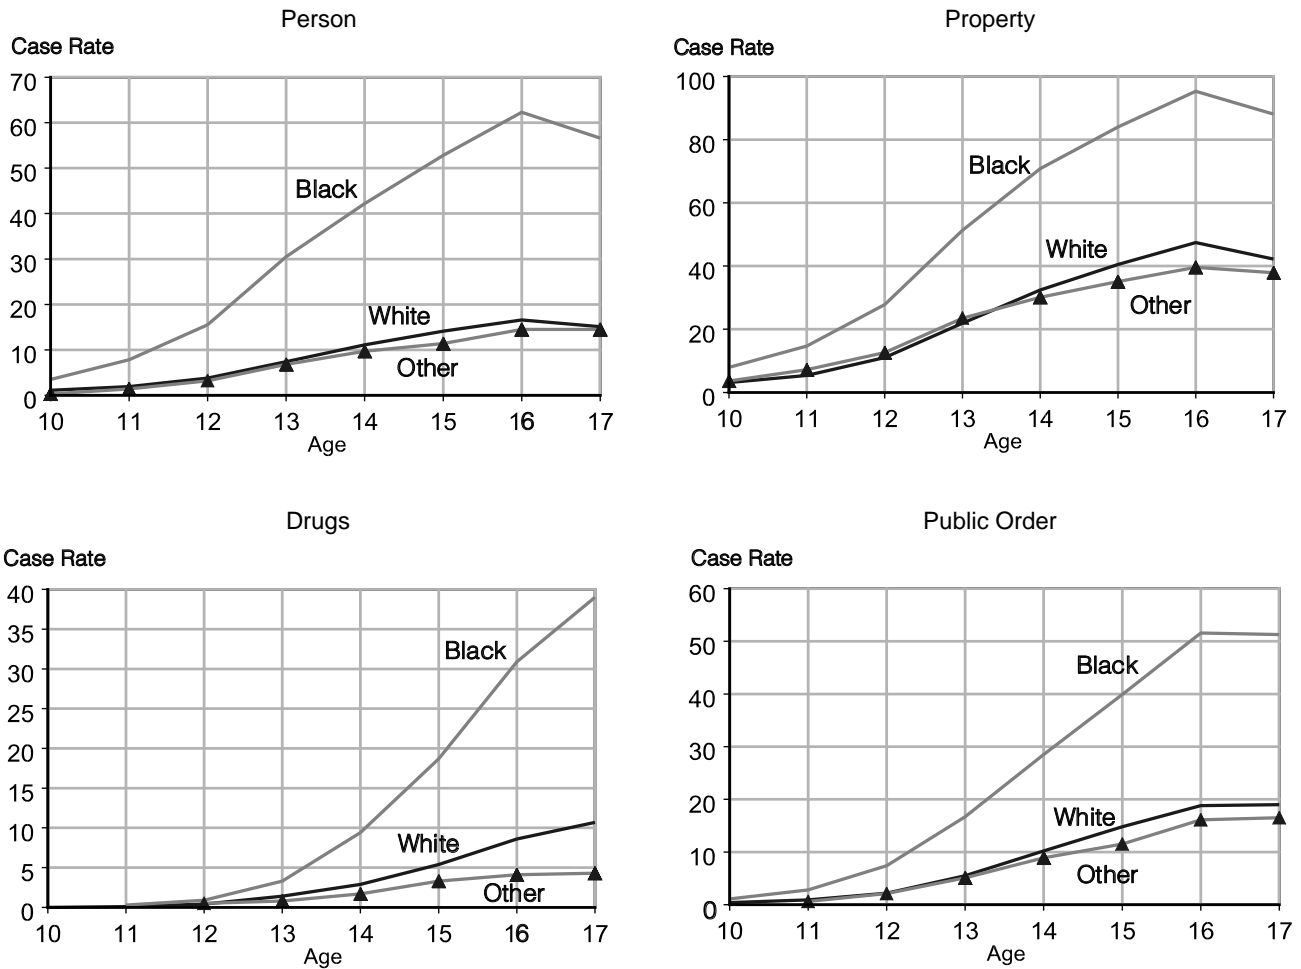 Person
Case Rate
70
60
50
40
30
20
10
0
Black
White
Other
10 11 12 13 14 15 16 17
Age
Property
Case Rate
100
80
60
40
20
0
Black
White
Other
10 11 12 13 14 15 16 17
Age
Drugs
Case Rate
40
35
30
25
20
15
10
5
0
Black
White
Other
10 11 12 13 14 15 16 17
Age
Public Order
Case Rate
60
50
40
30
20
10
0
Black
White
Other
10 11 12 13 14 15 16 17
Age